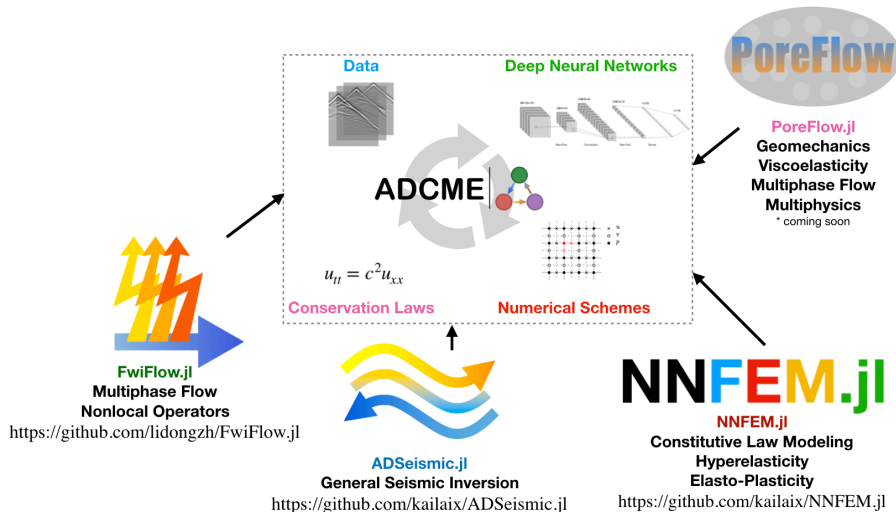 Data
Deep Neural Networks
ADCME
u_tt = c²u_xx
Conservation Laws
Numerical Schemes
PoreFlow
PoreFlow.jl
Geomechanics
Viscoelasticity
Multiphase Flow
Multiphysics
* coming soon
FwiFlow.jl
Multiphase Flow
Nonlocal Operators
https://github.com/lidongzh/FwiFlow.jl
ADSeismic.jl
General Seismic Inversion
https://github.com/kailaix/ADSeismic.jl
NNFEM.jl
NNFEM.jl
Constitutive Law Modeling
Hyperelasticity
Elasto-Plasticity
https://github.com/kailaix/NNFEM.jl